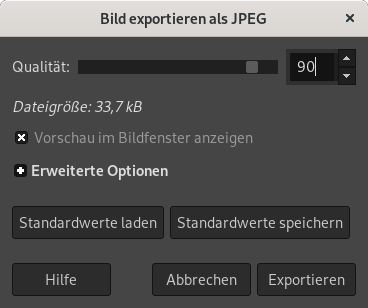 Bild exportieren als JPEG
Qualität: 90
Dateigröße: 33,7 kB
Vorschau im Bildfenster anzeigen
Erweiterte Optionen
Standardwerte laden Standardwerte speichern
Hilfe Abbrechen Exportieren